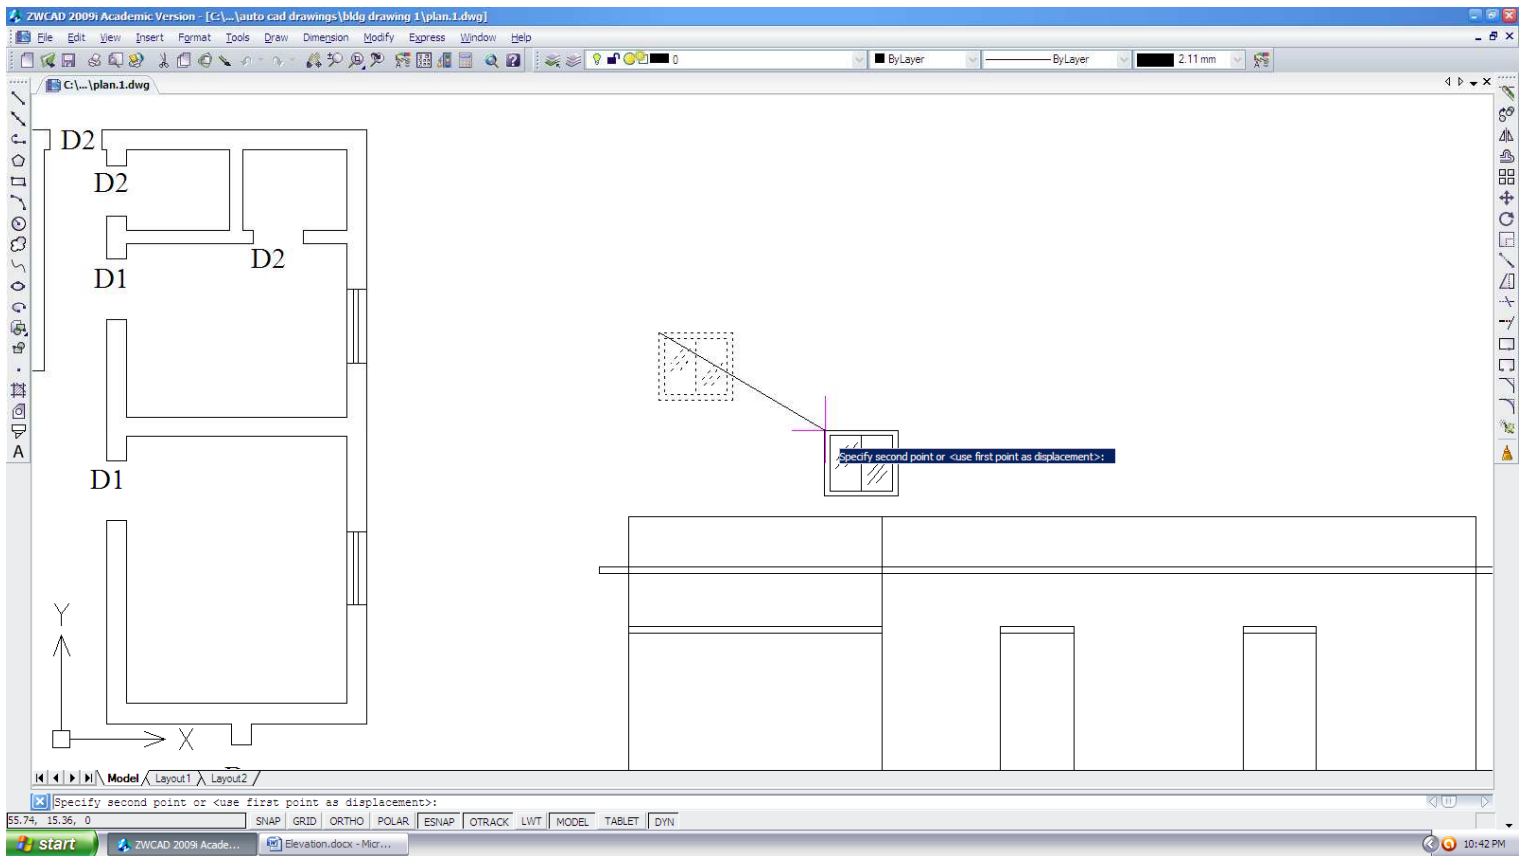 ZWCAD 2009i Academic Version - [C:\...\auto cad drawings\bldg drawing 1\plan.1.dwg]
File Edit View Insert Format Tools Draw Dimension Modify Express Window Help
0 ByLayer ByLayer 2.11 mm
C:\...\plan.1.dwg
D2
D2
D2
D1
D1
Specify second point or <use first point as displacement>:
Y
X
A
Model Layout1 Layout2
Specify second point or <use first point as displacement>:
55.74, 15.36, 0 SNAP GRID ORTHO POLAR ESNAP OTRACK LWT MODEL TABLET DYN
start ZWCAD 2009i Acade... Elevation.docx - Micr... 10:42 PM